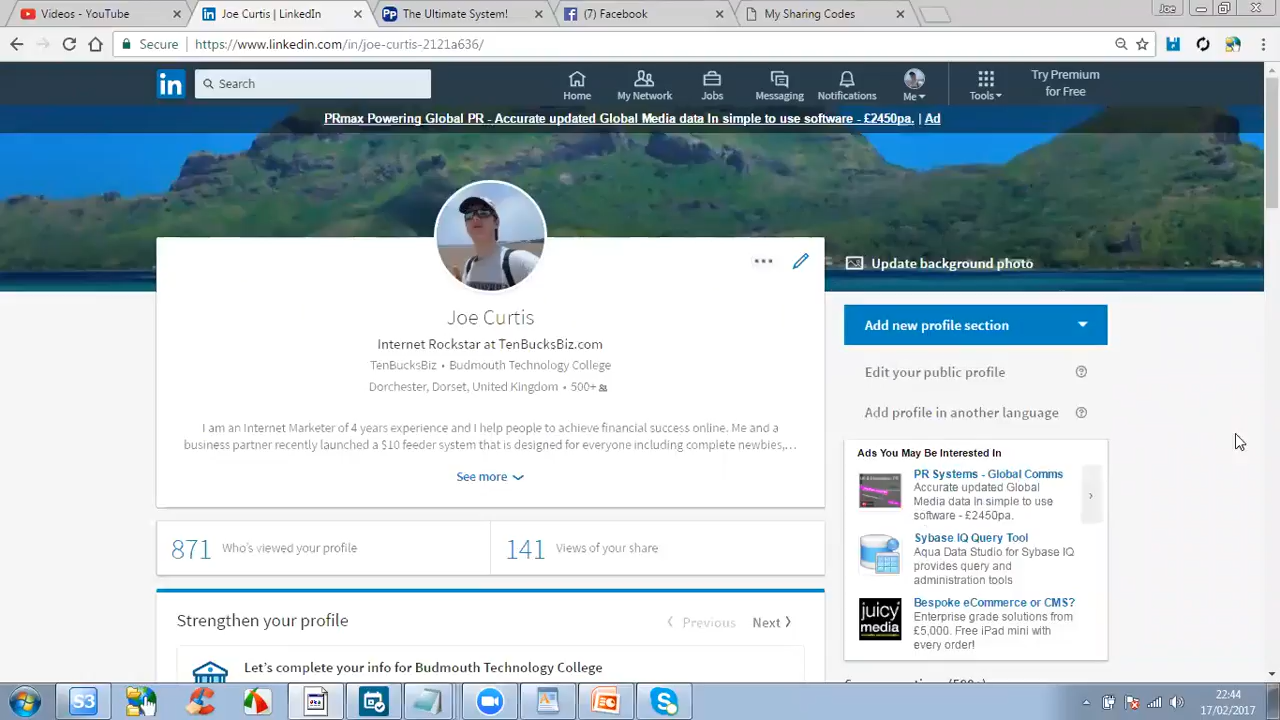 Videos - YouTube
Joe Curtis | LinkedIn
The Ultimate System!
(7) Facebook
My Sharing Codes
Joe
Secure
https://www.linkedin.com/in/joe-curtis-2121a636/
in
Search
Home
My Network
Jobs
Messaging
Notifications
Me
Tools
Try Premium
for Free
PRmax Powering Global PR - Accurate updated Global Media data In simple to use software - £2450pa. | Ad
Update background photo
Joe Curtis
Internet Rockstar at TenBucksBiz.com
TenBucksBiz • Budmouth Technology College
Dorchester, Dorset, United Kingdom • 500+
I am an Internet Marketer of 4 years experience and I help people to achieve financial success online. Me and a
business partner recently launched a $10 feeder system that is designed for everyone including complete newbies,...
See more
871 Who's viewed your profile
141 Views of your share
Strengthen your profile
Previous
Next
Let's complete your info for Budmouth Technology College
Add new profile section
Edit your public profile
Add profile in another language
Ads You May Be Interested In
PR Systems - Global Comms
Accurate updated Global
Media data In simple to use
software - £2450pa.
Sybase IQ Query Tool
Aqua Data Studio for Sybase IQ
provides query and
administration tools
juicy
media
Bespoke eCommerce or CMS?
Enterprise grade solutions from
£5,000. Free iPad mini with
every order!
S3
22:44
17/02/2017